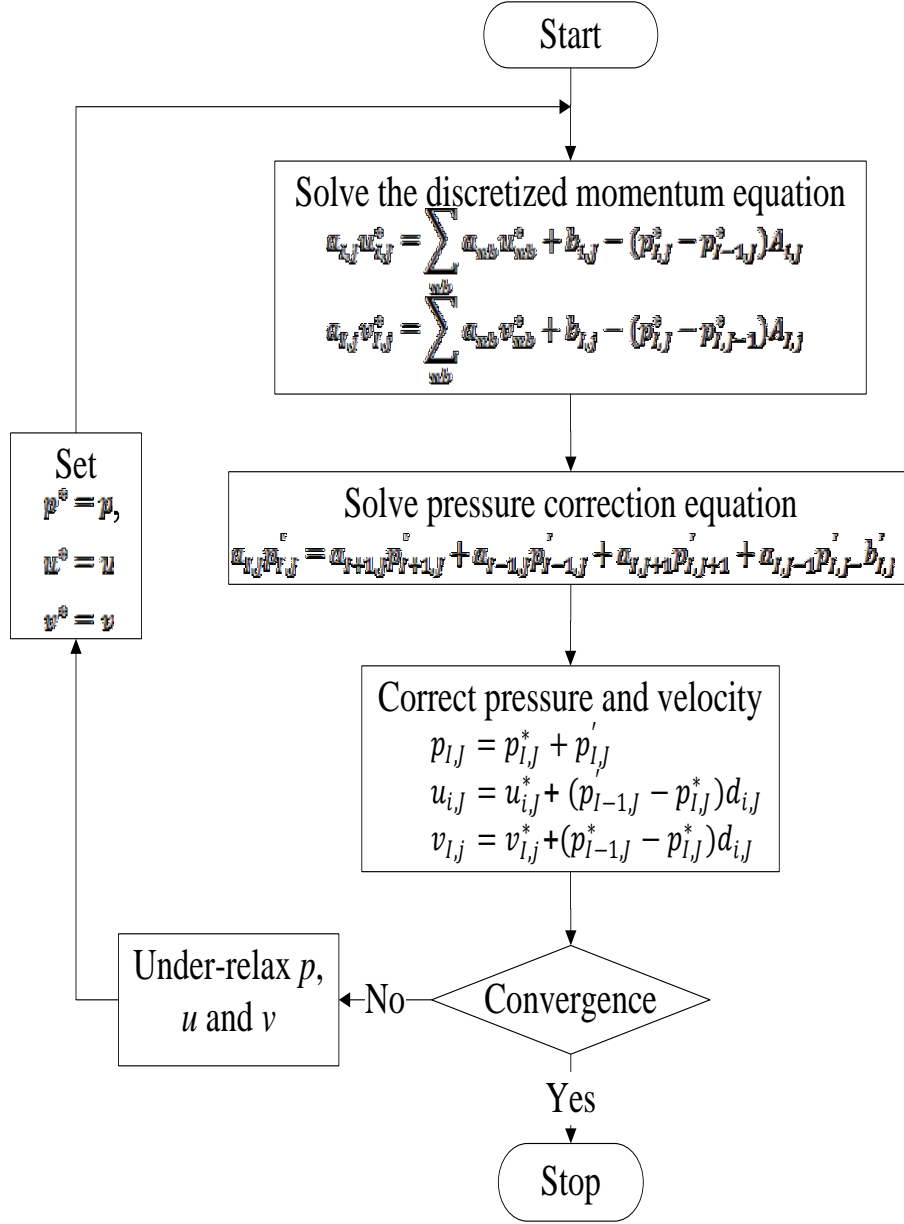 Start
Solve the discretized momentum equation
a_{i,J}u*_{i,J} = ∑_{nb} a_{nb}u*_{nb} + b_{i,J} − (p*_{I,J} − p*_{I−1,J})A_{i,J}
a_{I,j}v*_{I,j} = ∑_{nb} a_{nb}v*_{nb} + b_{I,j} − (p*_{I,J} − p*_{I,J−1})A_{I,j}
Solve pressure correction equation
a_{I,J}p'_{I,J} = a_{I+1,J}p'_{I+1,J} + a_{I−1,J}p'_{I−1,J} + a_{I,J+1}p'_{I,J+1} + a_{I,J−1}p'_{I,J−}b'_{I,J}
Correct pressure and velocity
p_{I,J} = p*_{I,J} + p'_{I,J}
u_{i,J} = u*_{i,J} + (p'_{I−1,J} − p*_{I,J})d_{i,J}
v_{I,j} = v*_{I,j} +(p*_{I−1,J} − p*_{I,J})d_{i,J}
Convergence
No
Under-relax p,
u and v
Set
p* = p,
u* = u
v* = v
Yes
Stop